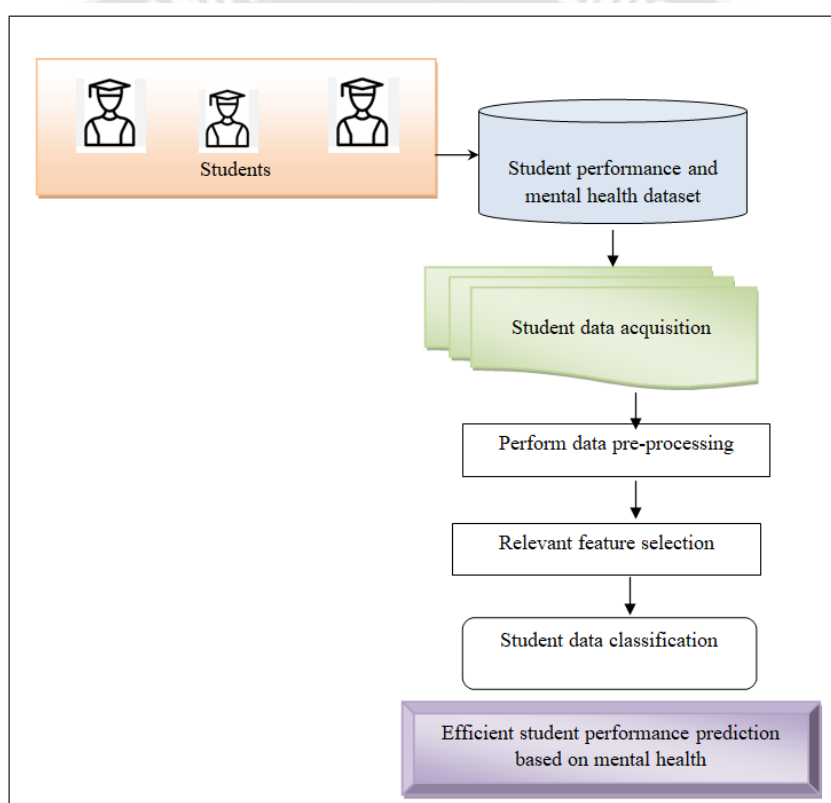 Students
Student performance and
mental health dataset
Student data acquisition
Perform data pre-processing
Relevant feature selection
Student data classification
Efficient student performance prediction
based on mental health